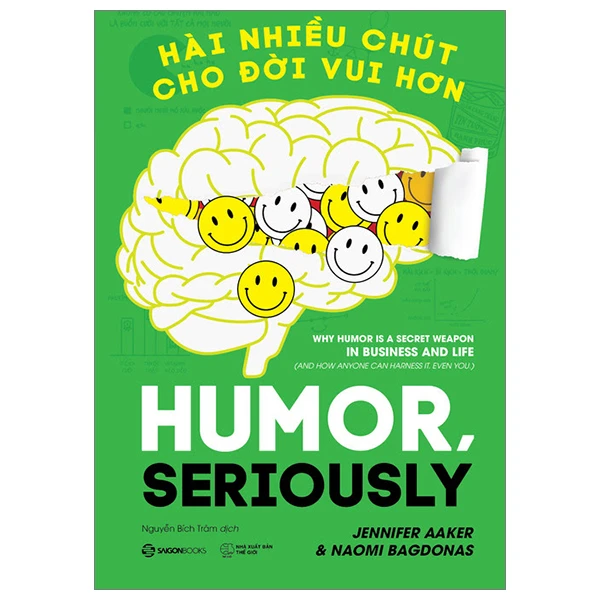 HÀI NHIỀU CHÚT
CHO ĐỜI VUI HƠN
WHY HUMOR IS A SECRET WEAPON
IN BUSINESS AND LIFE
(AND HOW ANYONE CAN HARNESS IT. EVEN YOU.)
HUMOR,
SERIOUSLY
Nguyễn Bích Trâm dịch
JENNIFER AAKER
& NAOMI BAGDONAS
SAIGONBOOKS
NHÀ XUẤT BẢN
THẾ GIỚI